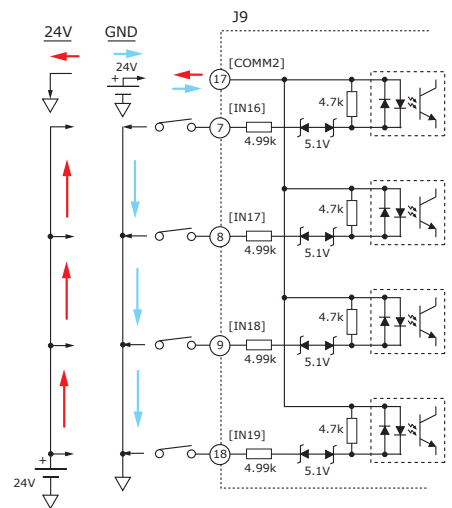 J9
24V GND
24V
+
[COMM2]
17
4.7k
[IN16]
7
4.99k
5.1V
[IN17]
4.7k
8
4.99k
5.1V
[IN18]
4.7k
9
4.99k
5.1V
[IN19]
4.7k
18
4.99k
5.1V
+
24V